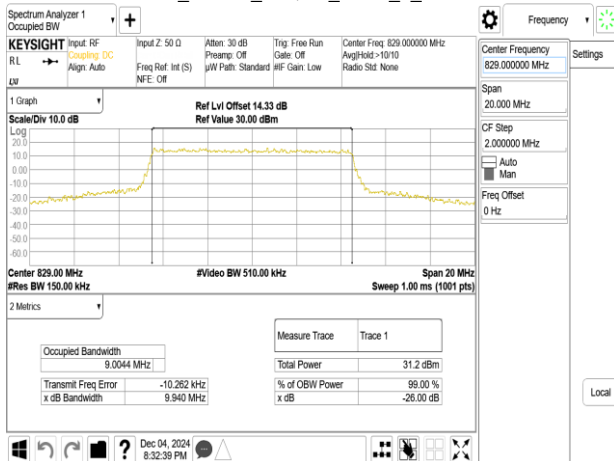 Spectrum Analyzer 1
Occupied BW
Frequency
KEYSIGHT
RL
LXI
Input: RF
Coupling: DC
Align: Auto
Input Z: 50 Ω
Freq Ref: Int (S)
NFE: Off
Atten: 30 dB
Preamp: Off
µW Path: Standard
Trig: Free Run
Gate: Off
#IF Gain: Low
Center Freq: 829.000000 MHz
Avg|Hold:>10/10
Radio Std: None
Center Frequency
829.000000 MHz
Settings
Span
20.000 MHz
CF Step
2.000000 MHz
Auto
Man
Freq Offset
0 Hz
Local
1 Graph
Scale/Div 10.0 dB
Ref Lvl Offset 14.33 dB
Ref Value 30.00 dBm
Log
20.0
10.0
0.00
-10.0
-20.0
-30.0
-40.0
-50.0
-60.0
Center 829.00 MHz
#Video BW 510.00 kHz
Span 20 MHz
#Res BW 150.00 kHz
Sweep 1.00 ms (1001 pts)
2 Metrics
Occupied Bandwidth
9.0044 MHz
Transmit Freq Error -10.262 kHz
x dB Bandwidth 9.940 MHz
Measure Trace Trace 1
Total Power 31.2 dBm
% of OBW Power 99.00 %
x dB -26.00 dB
?
Dec 04, 2024
8:32:39 PM